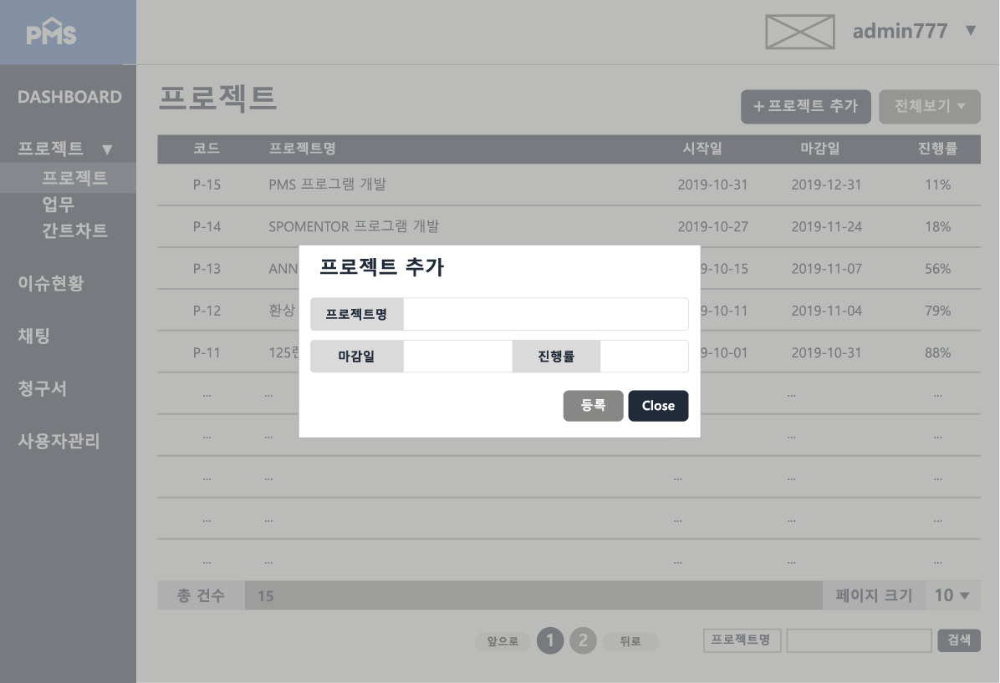 PMS
admin777 ▼
DASHBOARD
프로젝트 ▼
프로젝트
업무
간트차트
이슈현황
채팅
청구서
사용자관리
프로젝트
+ 프로젝트 추가 전체보기 ▼
코드 프로젝트명 시작일 마감일 진행률
P-15 PMS 프로그램 개발 2019-10-31 2019-12-31 11%
P-14 SPOMENTOR 프로그램 개발 2019-10-27 2019-11-24 18%
P-13 ANN 9-10-15 2019-11-07 56%
P-12 환상 9-10-11 2019-11-04 79%
P-11 125 9-10-01 2019-10-31 88%
... ... ... ...
... ... ... ...
... ... ... ... ...
... ... ... ... ...
... ... ... ... ...
프로젝트 추가
프로젝트명
마감일 진행률
등록 Close
총 건수 15 페이지 크기 10 ▼
앞으로 1 2 뒤로 프로젝트명 검색